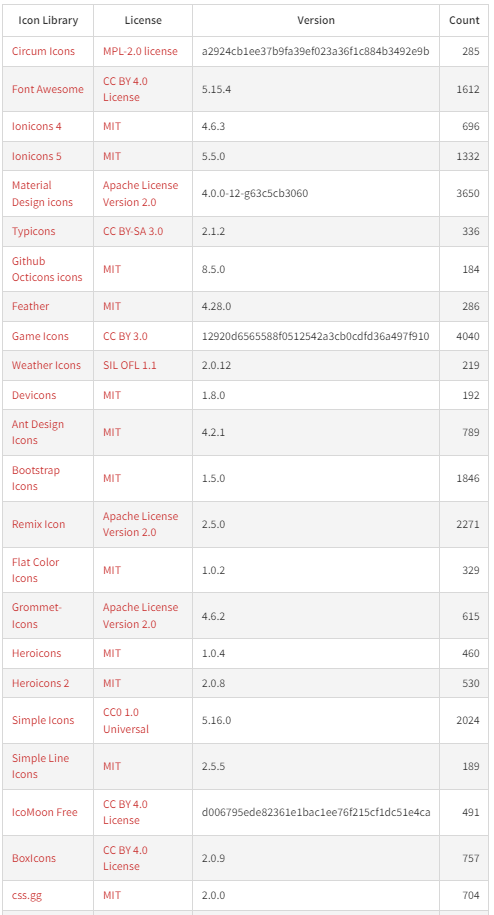 Icon Library License Version Count
Circum Icons MPL-2.0 license a2924cb1ee37b9fa39ef023a36f1c884b3492e9b 285
Font Awesome CC BY 4.0 License 5.15.4 1612
Ionicons 4 MIT 4.6.3 696
Ionicons 5 MIT 5.5.0 1332
Material Design icons Apache License Version 2.0 4.0.0-12-g63c5cb3060 3650
Typicons CC BY-SA 3.0 2.1.2 336
Github Octicons icons MIT 8.5.0 184
Feather MIT 4.28.0 286
Game Icons CC BY 3.0 12920d6565588f0512542a3cb0cdfd36a497f910 4040
Weather Icons SIL OFL 1.1 2.0.12 219
Devicons MIT 1.8.0 192
Ant Design Icons MIT 4.2.1 789
Bootstrap Icons MIT 1.5.0 1846
Remix Icon Apache License Version 2.0 2.5.0 2271
Flat Color Icons MIT 1.0.2 329
Grommet-Icons Apache License Version 2.0 4.6.2 615
Heroicons MIT 1.0.4 460
Heroicons 2 MIT 2.0.8 530
Simple Icons CC0 1.0 Universal 5.16.0 2024
Simple Line Icons MIT 2.5.5 189
IcoMoon Free CC BY 4.0 License d006795ede82361e1bac1ee76f215cf1dc51e4ca 491
BoxIcons CC BY 4.0 License 2.0.9 757
css.gg MIT 2.0.0 704